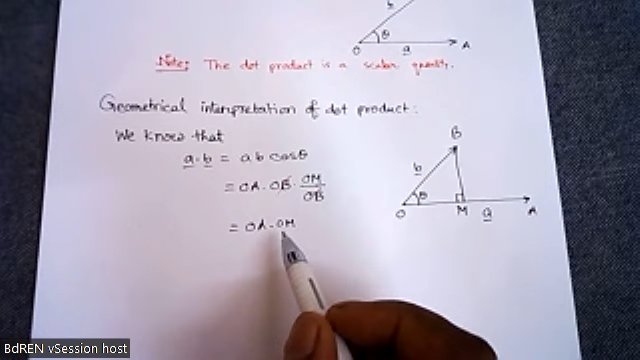 b
O θ a A
Note: The dot product is a scalar quantity.
Geometrical interpretation of dot product:
We know that
a·b = ab cosθ
= OA·OB·OM/OB
= OA·OM
B
b
O θ M a A
BdREN vSession host